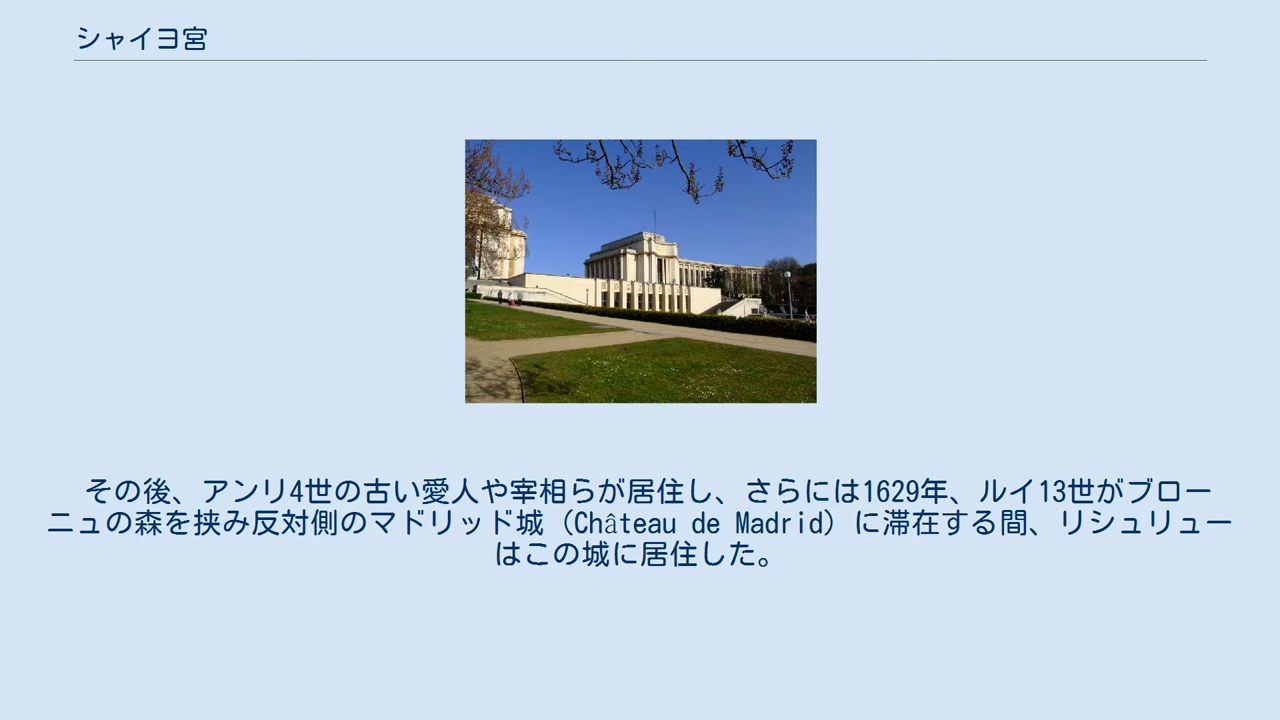 シャイヨ宮
その後、アンリ4世の古い愛人や宰相らが居住し、さらには1629年、ルイ13世がブロー
ニュの森を挟み反対側のマドリッド城（Château de Madrid）に滞在する間、リシュリュー
はこの城に居住した。